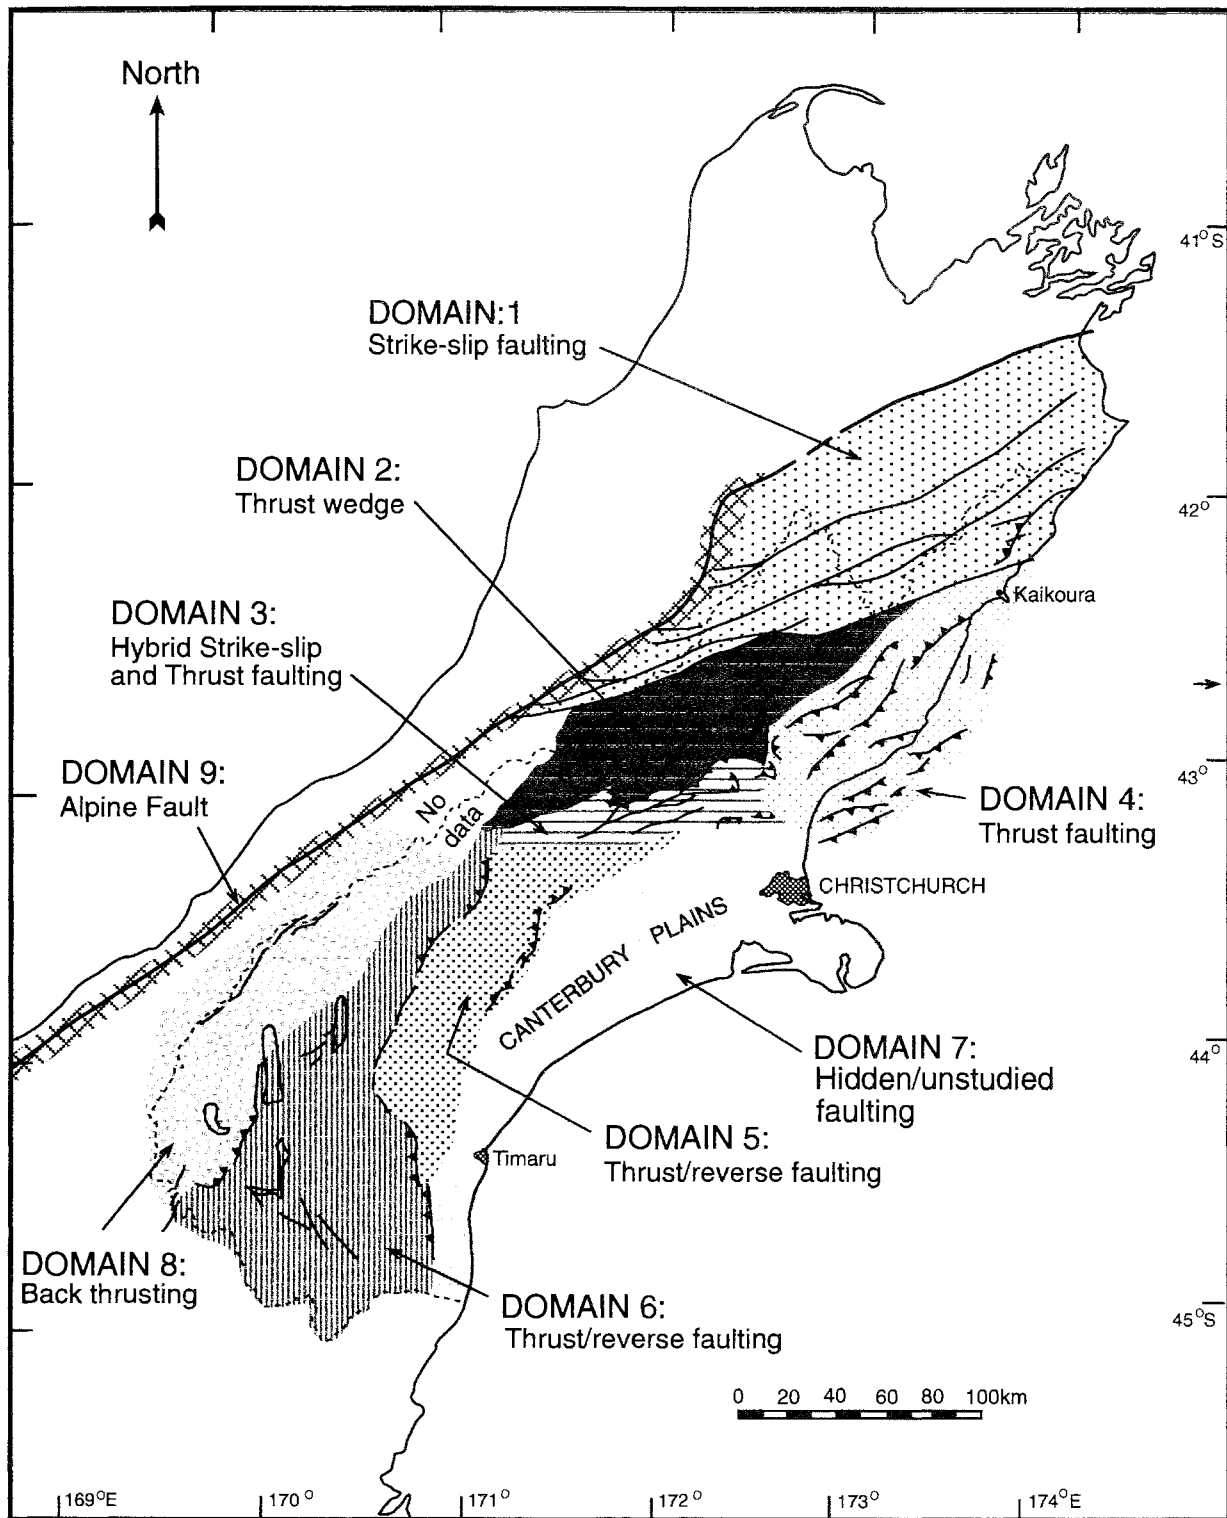 North
41°S
DOMAIN:1
Strike-slip faulting
DOMAIN 2:
Thrust wedge
42°
DOMAIN 3:
Hybrid Strike-slip
and Thrust faulting
Kaikoura
DOMAIN 9:
Alpine Fault
No
data
43°
DOMAIN 4:
Thrust faulting
CHRISTCHURCH
CANTERBURY PLAINS
44°
DOMAIN 7:
Hidden/unstudied
faulting
DOMAIN 5:
Thrust/reverse faulting
Timaru
DOMAIN 8:
Back thrusting
DOMAIN 6:
Thrust/reverse faulting
45°S
0 20 40 60 80 100km
169°E 170° 171° 172° 173° 174°E